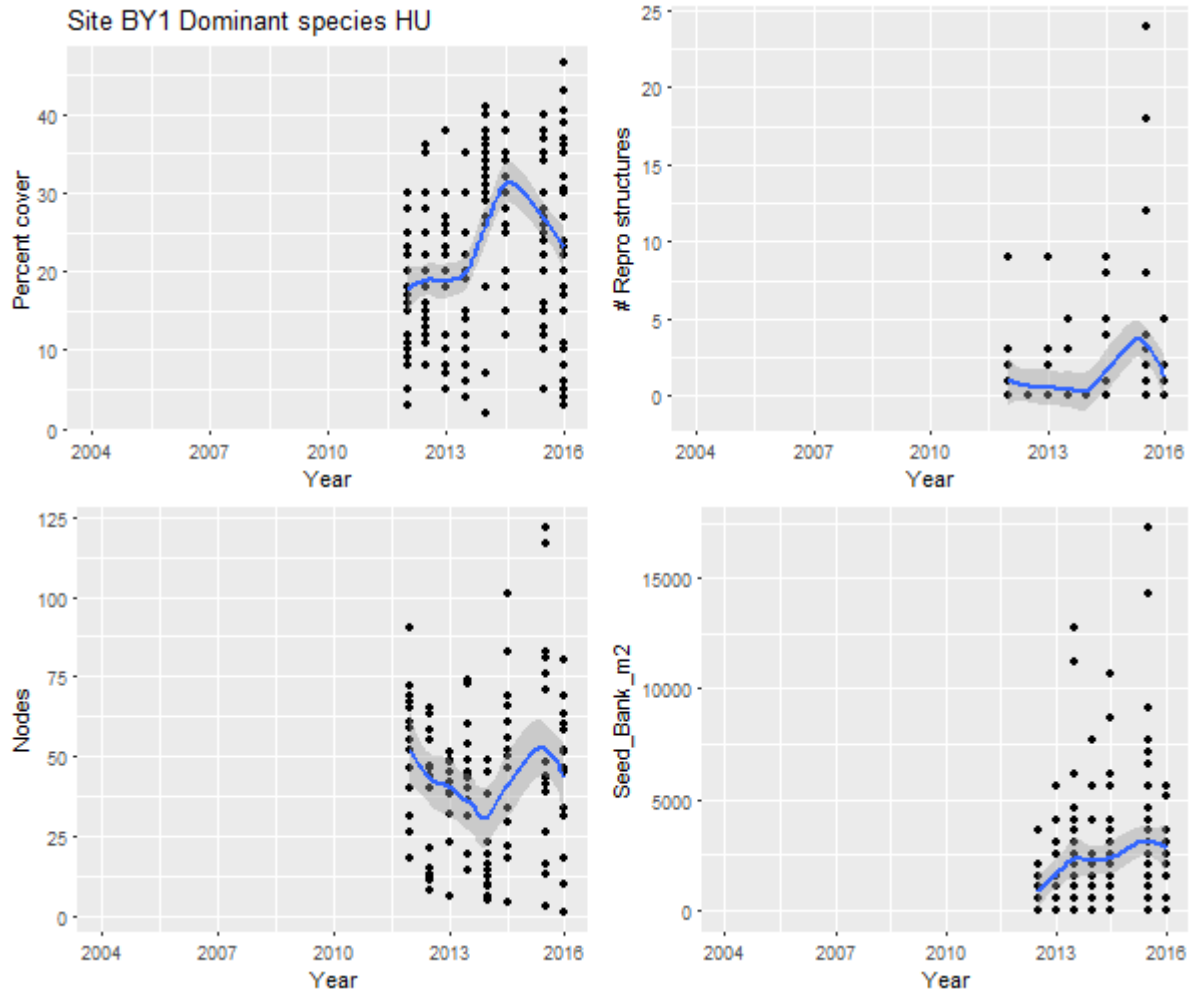 Site BY1 Dominant species HU
Percent cover
40
30
20
10
0
2004 2007 2010 2013 2016
Year
# Repro structures
25
20
15
10
5
0
2004 2007 2010 2013 2016
Year
Nodes
125
100
75
50
25
0
2004 2007 2010 2013 2016
Year
Seed_Bank_m2
15000
10000
5000
0
2004 2007 2010 2013 2016
Year